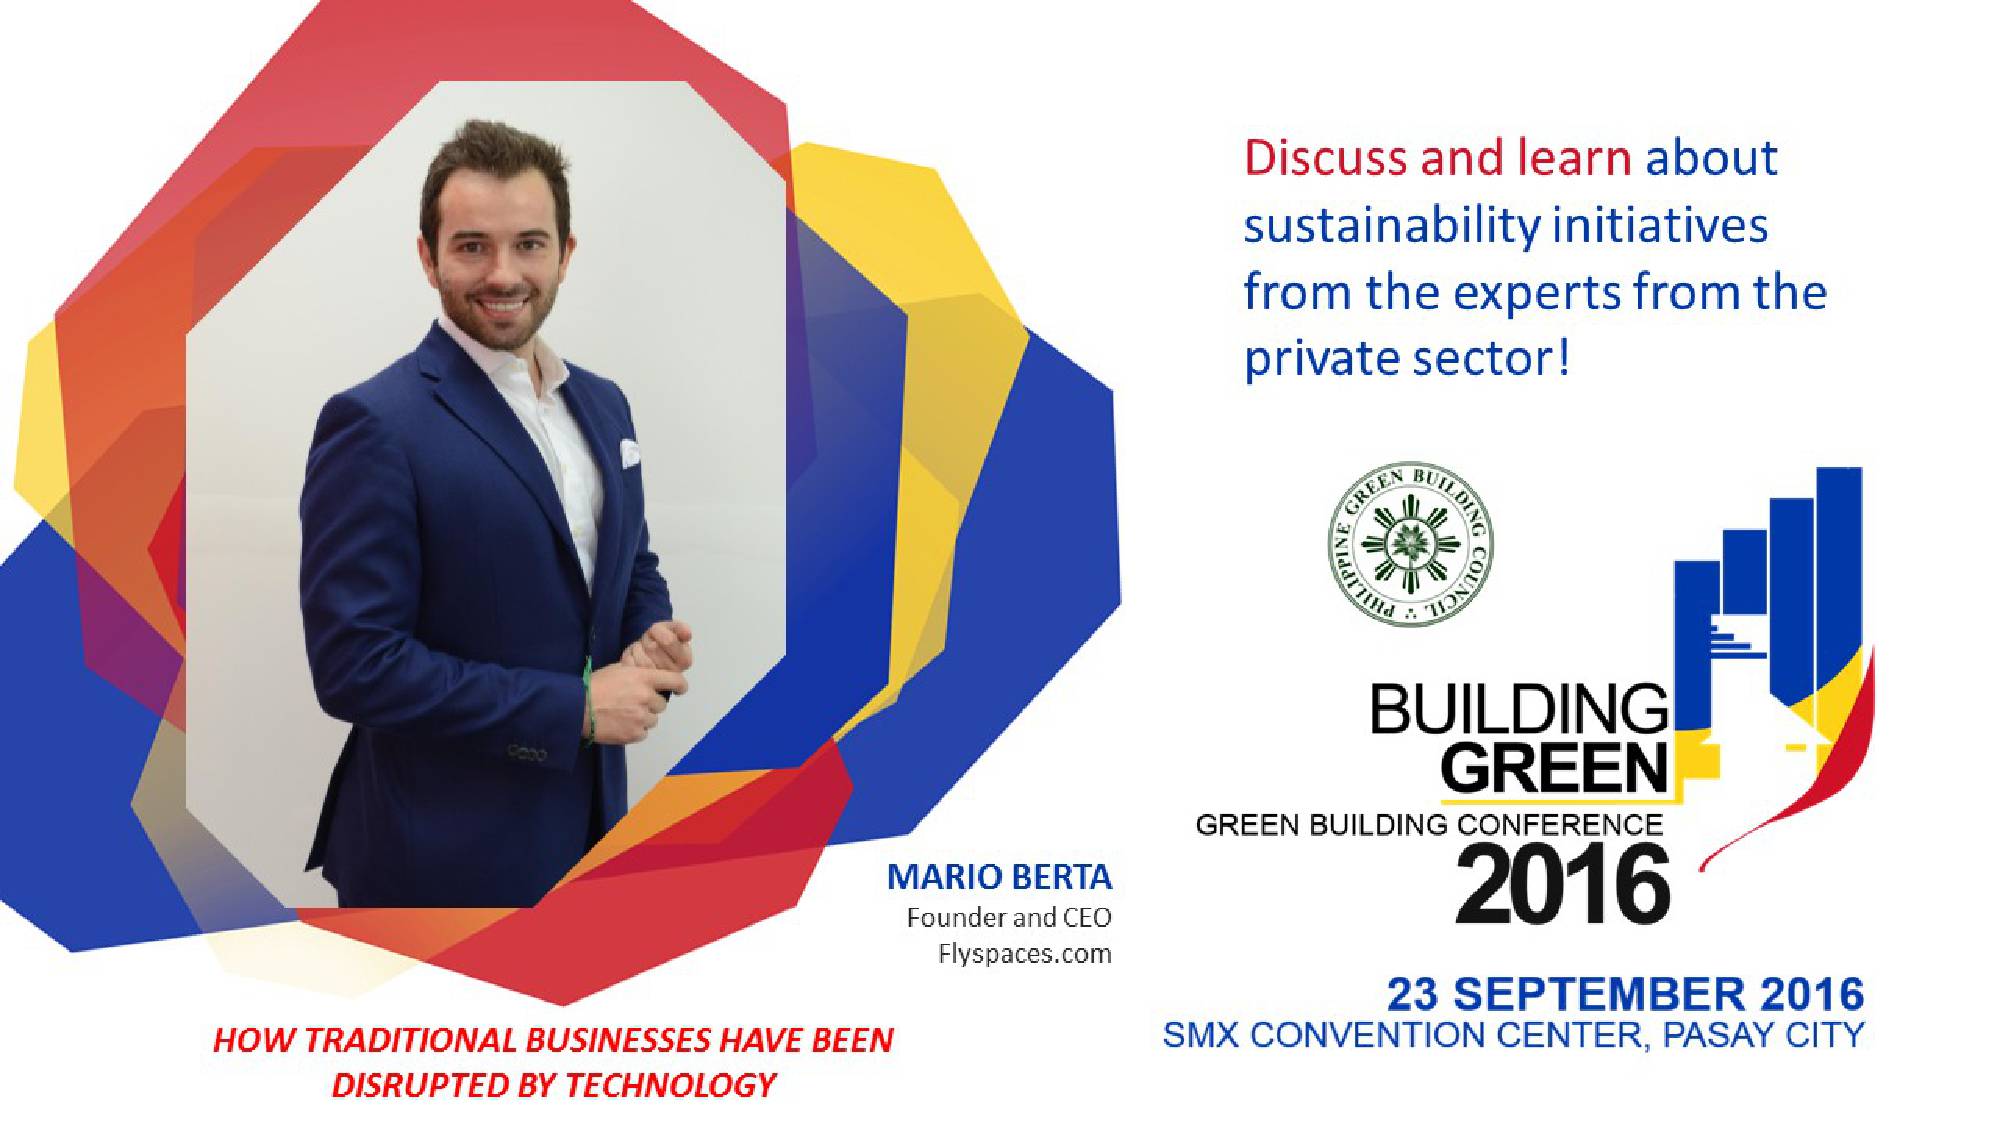 Discuss and learn about
sustainability initiatives
from the experts from the
private sector!
PHILIPPINE GREEN BUILDING COUNCIL
BUILDING
GREEN
GREEN BUILDING CONFERENCE
2016
23 SEPTEMBER 2016
SMX CONVENTION CENTER, PASAY CITY
MARIO BERTA
Founder and CEO
Flyspaces.com
HOW TRADITIONAL BUSINESSES HAVE BEEN
DISRUPTED BY TECHNOLOGY